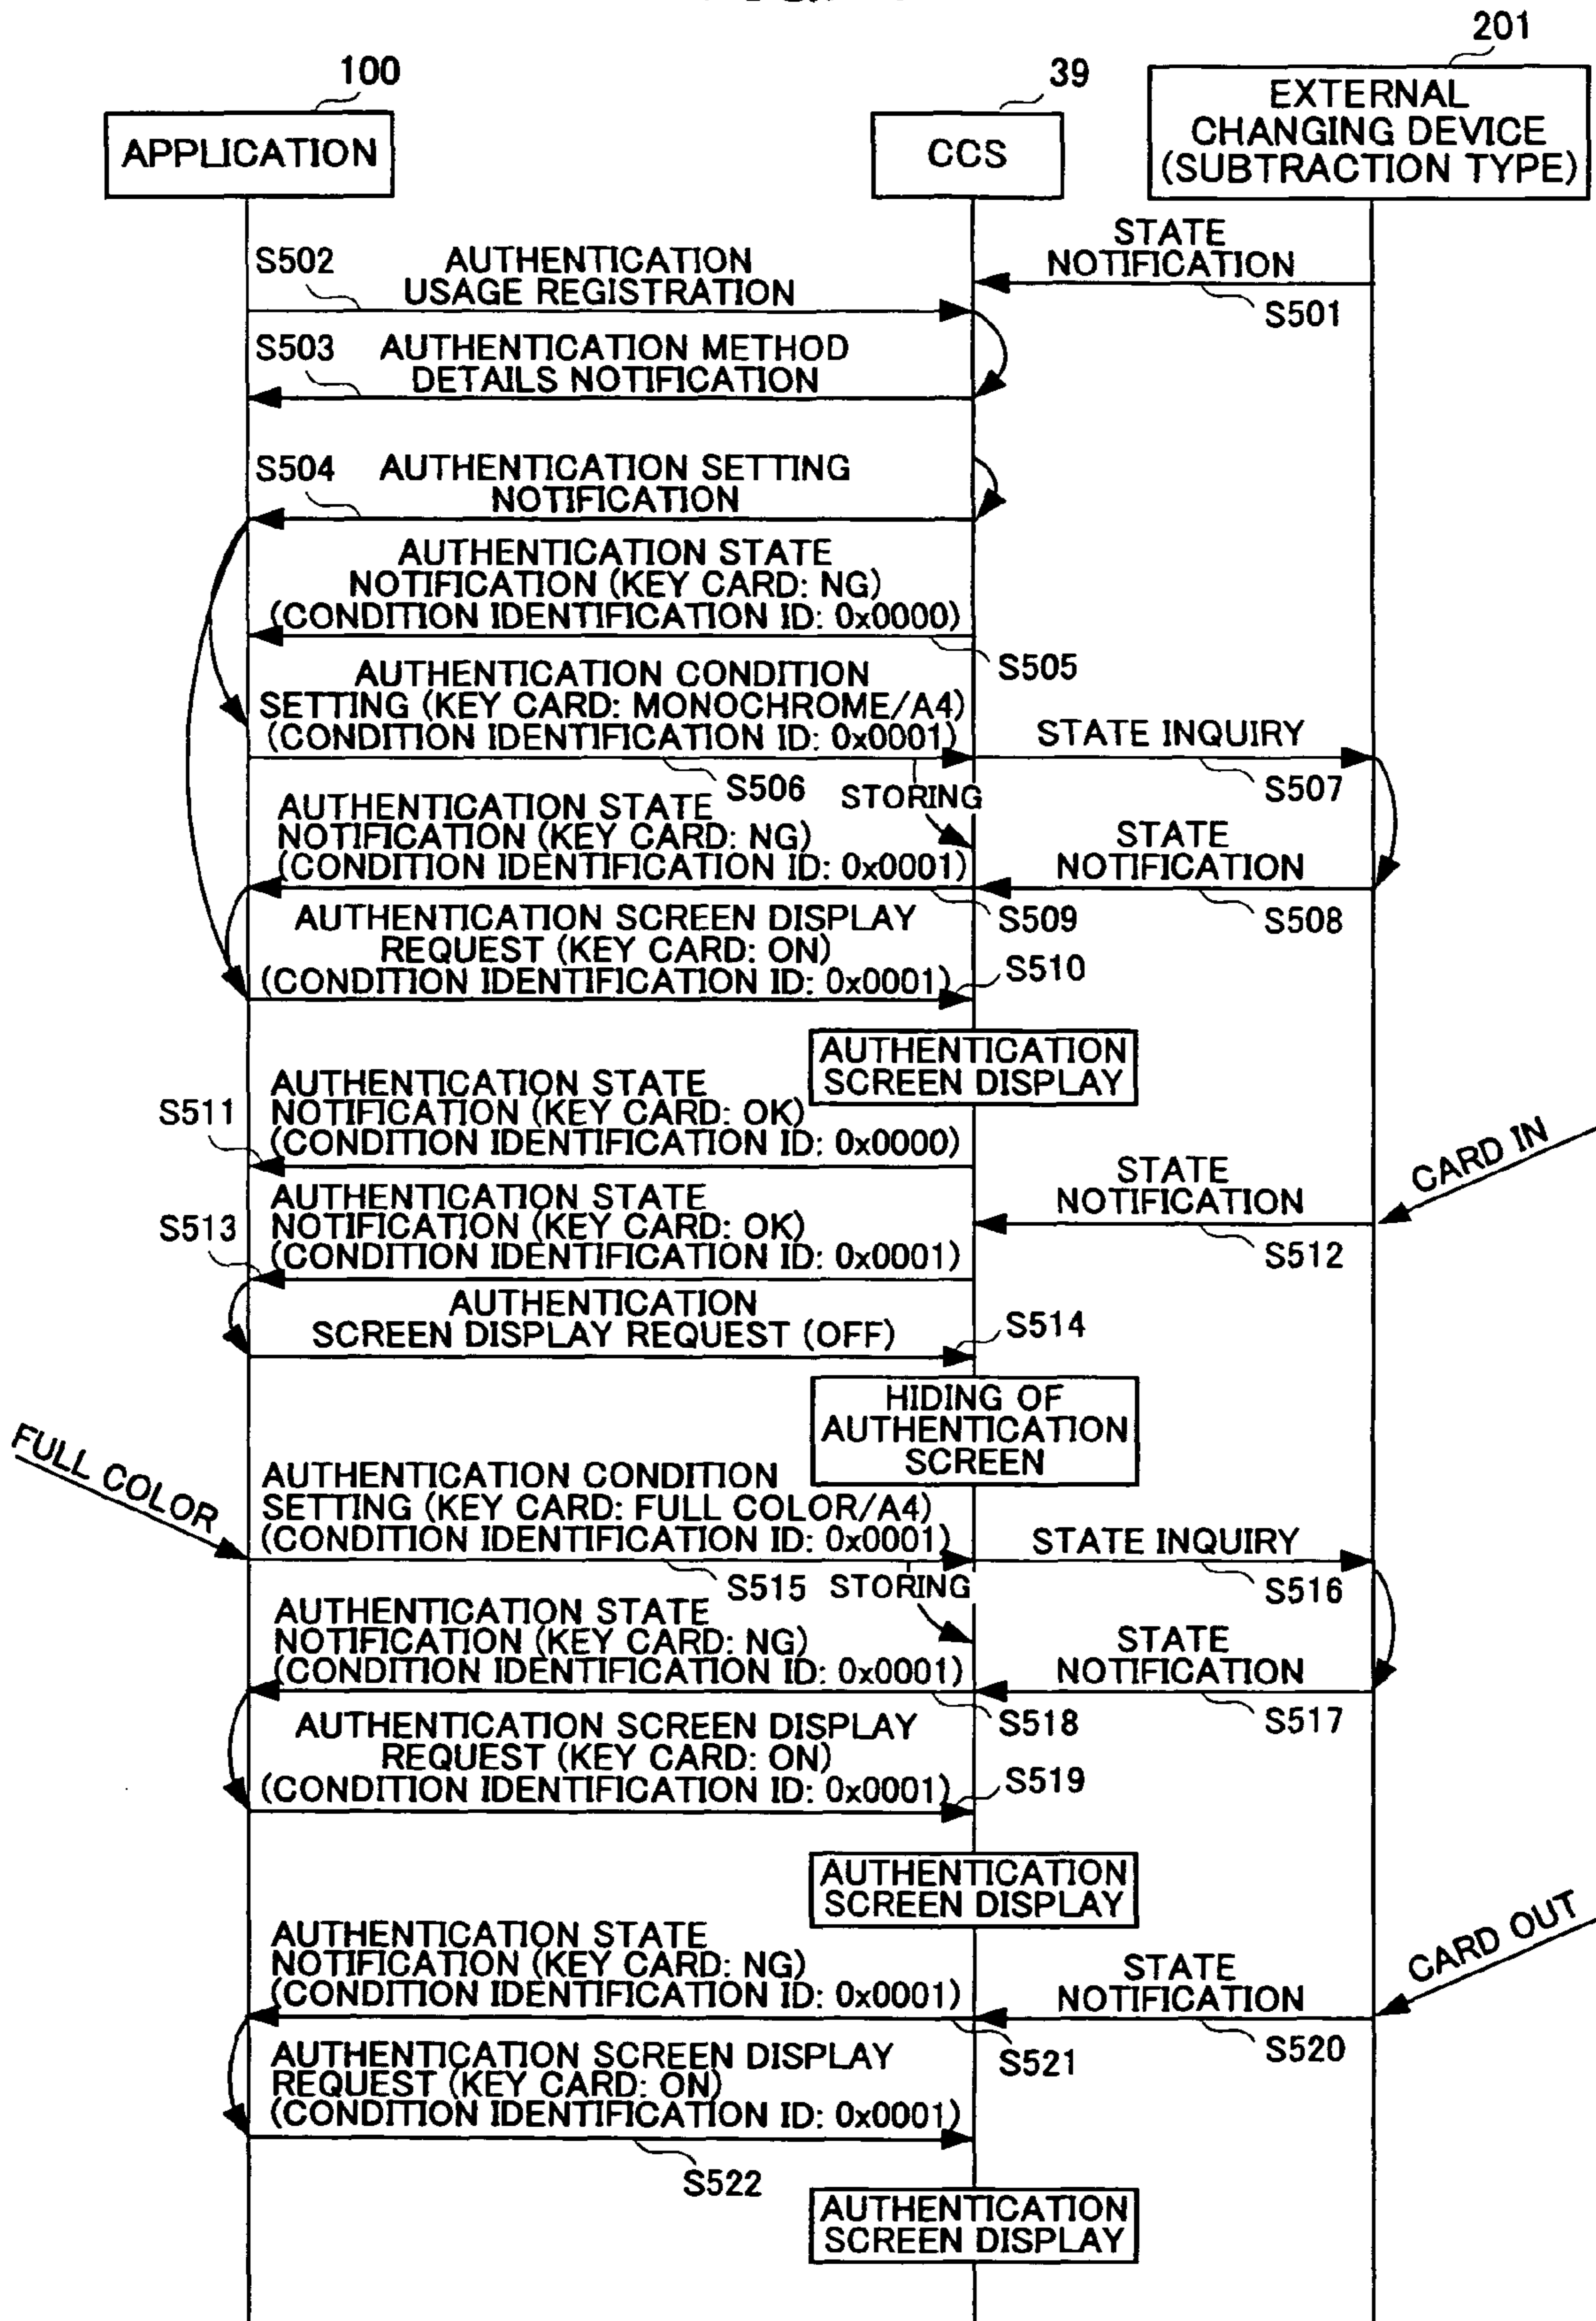 201
100
39
EXTERNAL
CHANGING DEVICE
(SUBTRACTION TYPE)
APPLICATION
CCS
STATE
NOTIFICATION
S501
S502
AUTHENTICATION
USAGE REGISTRATION
S503
AUTHENTICATION METHOD
DETAILS NOTIFICATION
S504
AUTHENTICATION SETTING
NOTIFICATION
AUTHENTICATION STATE
NOTIFICATION (KEY CARD: NG)
(CONDITION IDENTIFICATION ID: 0x0000)
S505
AUTHENTICATION CONDITION
SETTING (KEY CARD: MONOCHROME/A4)
(CONDITION IDENTIFICATION ID: 0x0001)
S506
STORING
STATE INQUIRY
S507
AUTHENTICATION STATE
NOTIFICATION (KEY CARD: NG)
(CONDITION IDENTIFICATION ID: 0x0001)
S509
STATE
NOTIFICATION
S508
AUTHENTICATION SCREEN DISPLAY
REQUEST (KEY CARD: ON)
(CONDITION IDENTIFICATION ID: 0x0001)
S510
AUTHENTICATION
SCREEN DISPLAY
S511
AUTHENTICATION STATE
NOTIFICATION (KEY CARD: OK)
(CONDITION IDENTIFICATION ID: 0x0000)
CARD IN
STATE
NOTIFICATION
S512
S513
AUTHENTICATION STATE
NOTIFICATION (KEY CARD: OK)
(CONDITION IDENTIFICATION ID: 0x0001)
AUTHENTICATION
SCREEN DISPLAY REQUEST (OFF)
S514
HIDING OF
AUTHENTICATION
SCREEN
FULL COLOR
AUTHENTICATION CONDITION
SETTING (KEY CARD: FULL COLOR/A4)
(CONDITION IDENTIFICATION ID: 0x0001)
S515
STORING
STATE INQUIRY
S516
AUTHENTICATION STATE
NOTIFICATION (KEY CARD: NG)
(CONDITION IDENTIFICATION ID: 0x0001)
S518
STATE
NOTIFICATION
S517
AUTHENTICATION SCREEN DISPLAY
REQUEST (KEY CARD: ON)
(CONDITION IDENTIFICATION ID: 0x0001)
S519
AUTHENTICATION
SCREEN DISPLAY
CARD OUT
AUTHENTICATION STATE
NOTIFICATION (KEY CARD: NG)
(CONDITION IDENTIFICATION ID: 0x0001)
S521
STATE
NOTIFICATION
S520
AUTHENTICATION SCREEN DISPLAY
REQUEST (KEY CARD: ON)
(CONDITION IDENTIFICATION ID: 0x0001)
S522
AUTHENTICATION
SCREEN DISPLAY